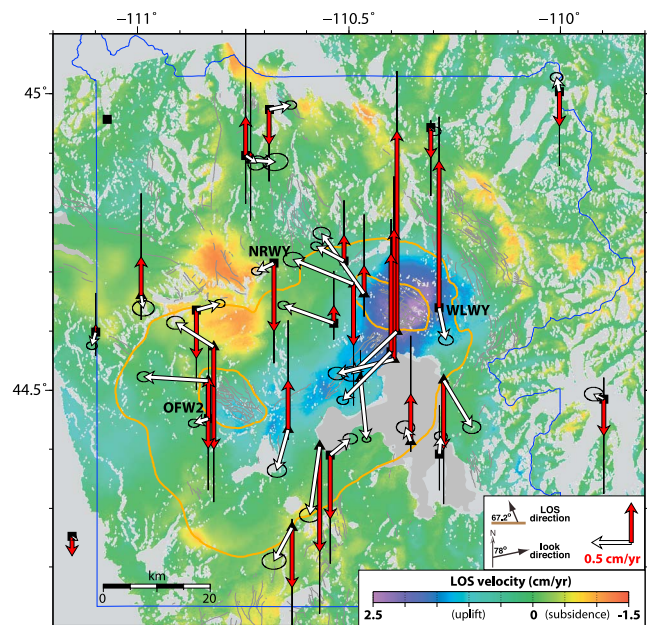 -111° -110.5° -110°
45°
NRWY
WLWY
44.5°
OFW2
67.2° LOS direction
N
78° look direction
0.5 cm/yr
km
0 20
LOS velocity (cm/yr)
2.5 (uplift) 0 (subsidence) -1.5